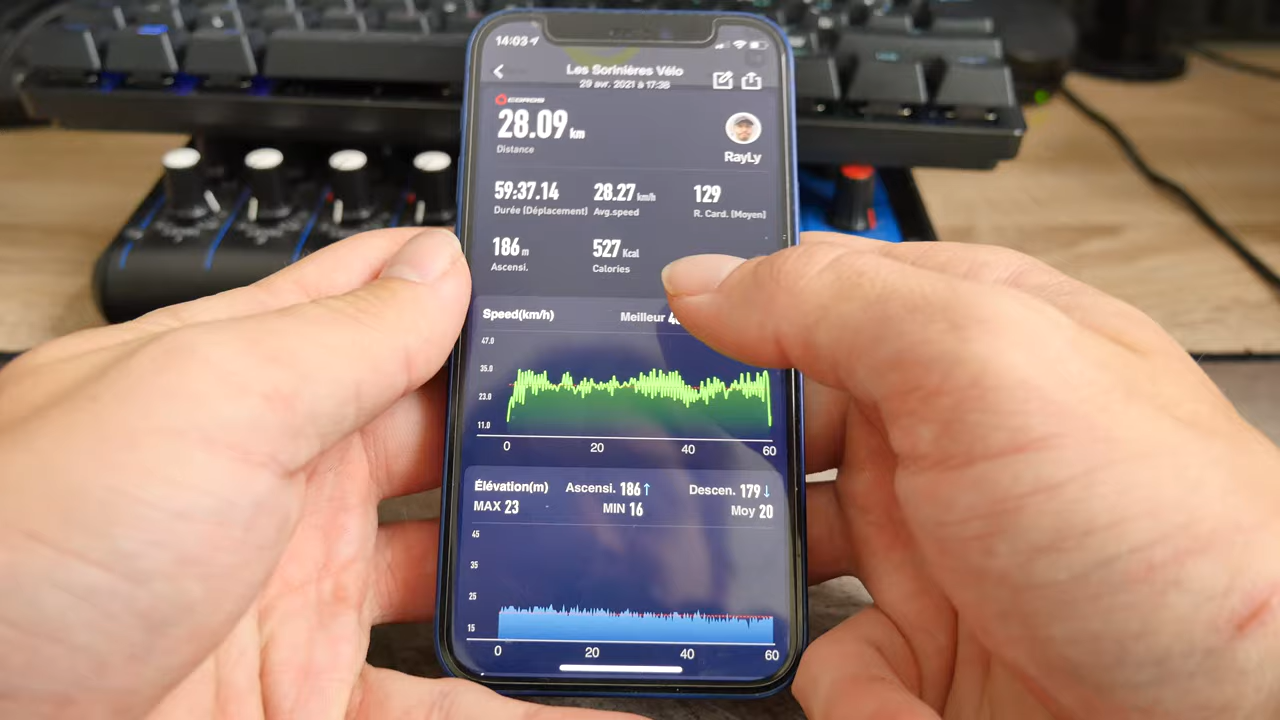 14:03
Les Sorinières Vélo
29 avr. 2021 à 17:38
COROS
28.09 km
Distance
RayLy
59:37.14 28.27 km/h 129
Durée (Déplacement) Avg.speed R. Card. (Moyen)
186 m 527 Kcal
Ascensi. Calories
Speed(km/h) Meilleur
47.0
35.0
23.0
11.0
0 20 40 60
Élévation(m) Ascensi. 186↑ Descen. 179↓
MAX 23 MIN 16 Moy 20
45
35
25
15
0 20 40 60